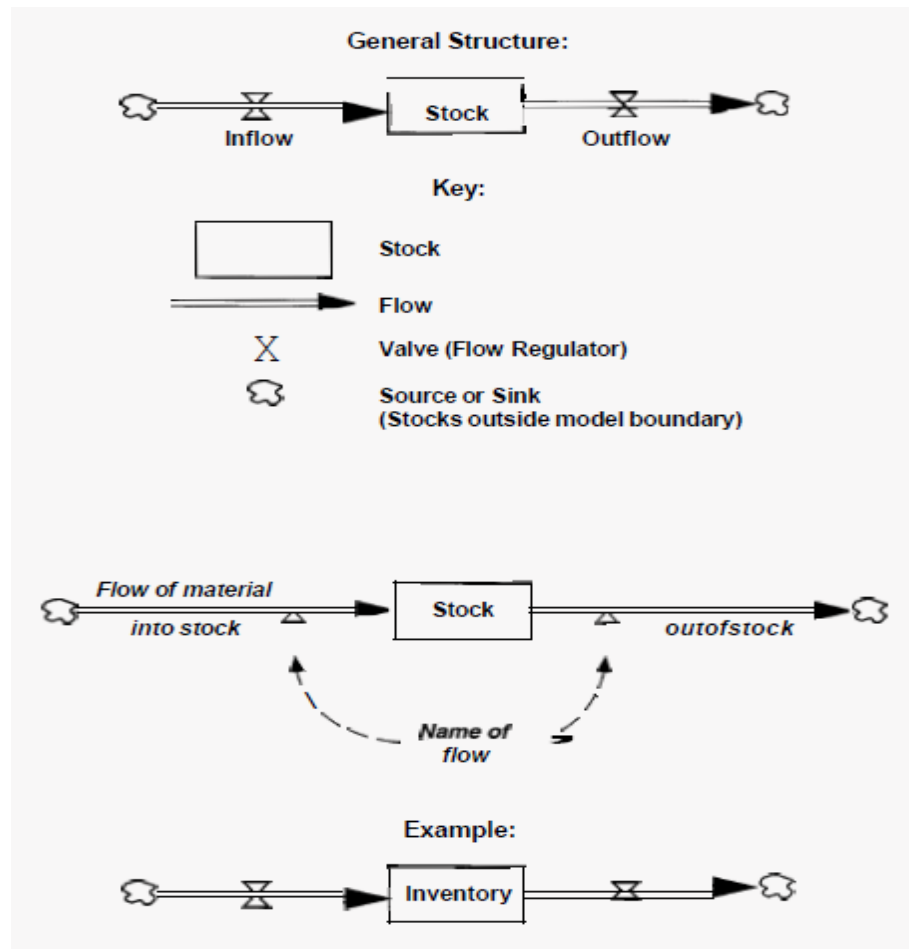 General Structure:
Stock
Inflow
Outflow
Key:
Stock
Flow
X
Valve (Flow Regulator)
Source or Sink
(Stocks outside model boundary)
Flow of material
into stock
Stock
outofstock
Name of
flow
Example:
Inventory